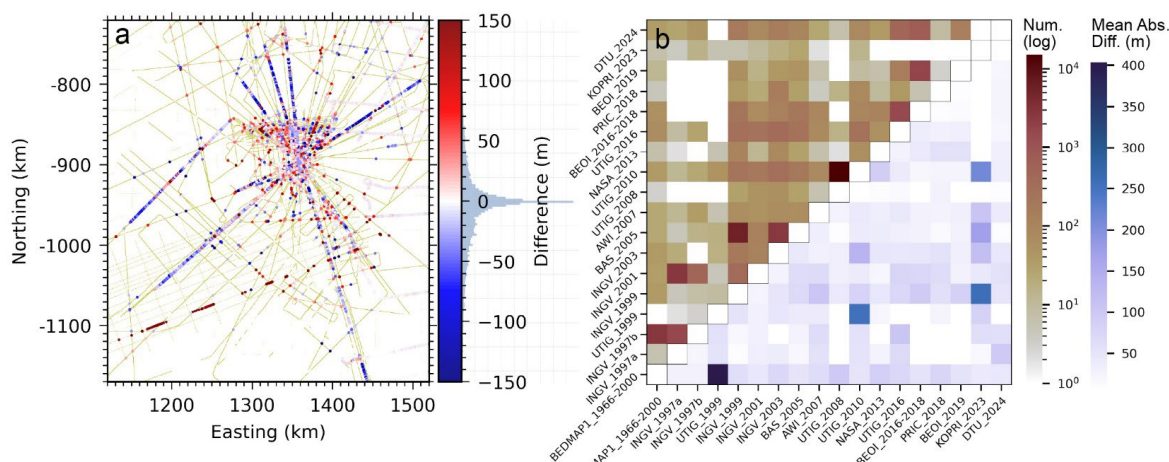 a
150
100
50
0
−50
−100
−150
Difference (m)
-800
-900
-1000
-1100
Northing (km)
1200
1300
1400
1500
Easting (km)
b
DTU_2024
KOPRI_2023
BEOI_2019
PRIC_2018
BEOI_2016-2018
UTIG_2016
NASA_2013
UTIG_2010
UTIG_2008
AWI_2007
BAS_2005
INGV_2003
INGV_2001
INGV_1999
UTIG_1999
INGV_1997b
INGV_1997a
BEDMAP1_1966-2000
MAP1_1966-2000
INGV_1997a
INGV_1997b
UTIG_1999
INGV_1999
INGV_2001
INGV_2003
BAS_2005
AWI_2007
UTIG_2008
UTIG_2010
NASA_2013
UTIG_2016
BEOI_2016-2018
PRIC_2018
BEOI_2019
KOPRI_2023
DTU_2024
Num.
(log)
10⁴
10³
10²
10¹
10⁰
Mean Abs.
Diff. (m)
400
350
300
250
200
150
100
50